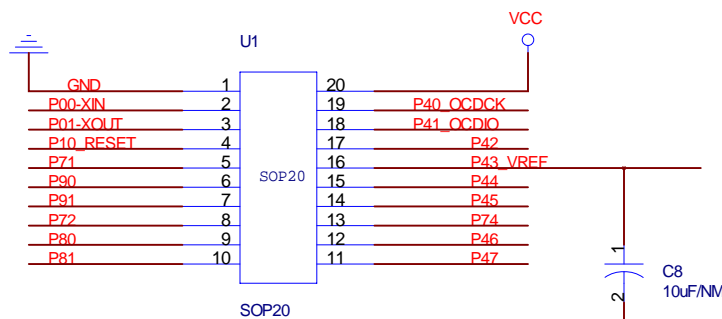 VCC
U1
GND 1 20
P00-XIN 2 19 P40_OCDCK
P01-XOUT 3 18 P41_OCDIO
P10_RESET 4 17 P42
P71 5 16 P43_VREF
P90 6 SOP20 15 P44
P91 7 14 P45
P72 8 13 P74
P80 9 12 P46
P81 10 11 P47
1
C8
2 10uF/NM
SOP20